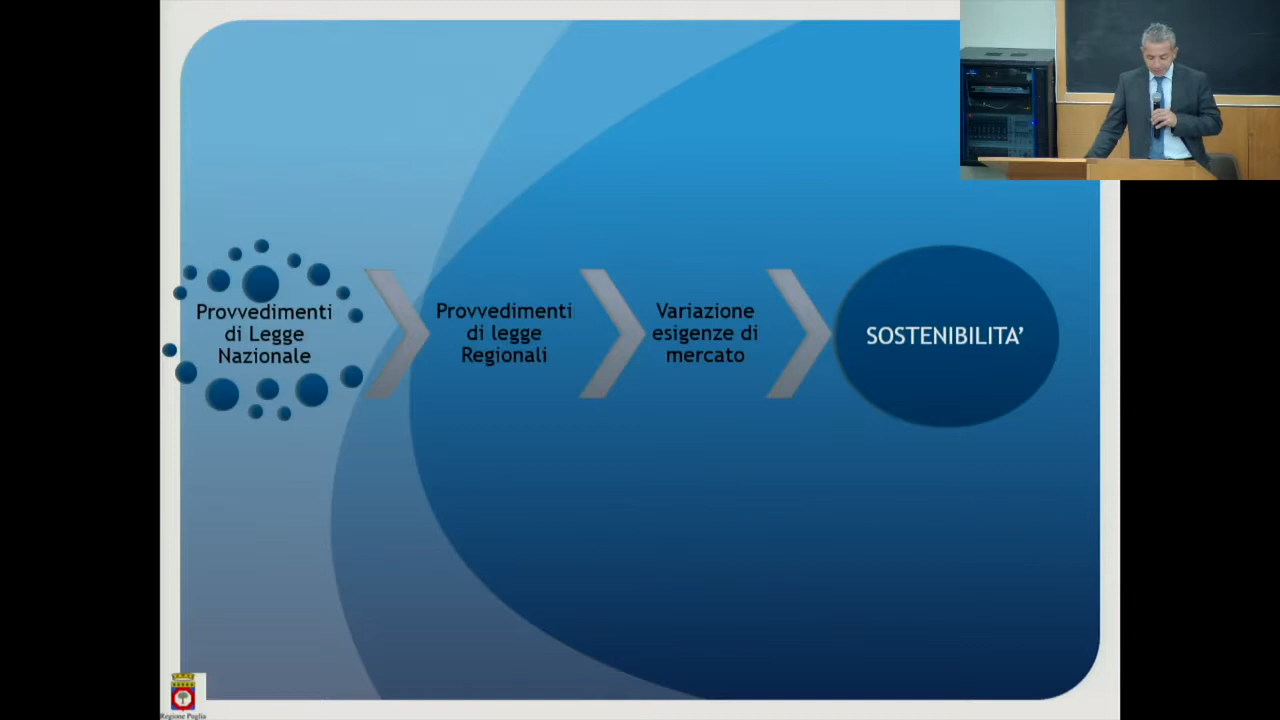 Provvedimenti
di Legge
Nazionale
Provvedimenti
di legge
Regionali
Variazione
esigenze di
mercato
SOSTENIBILITA’
Regione Puglia